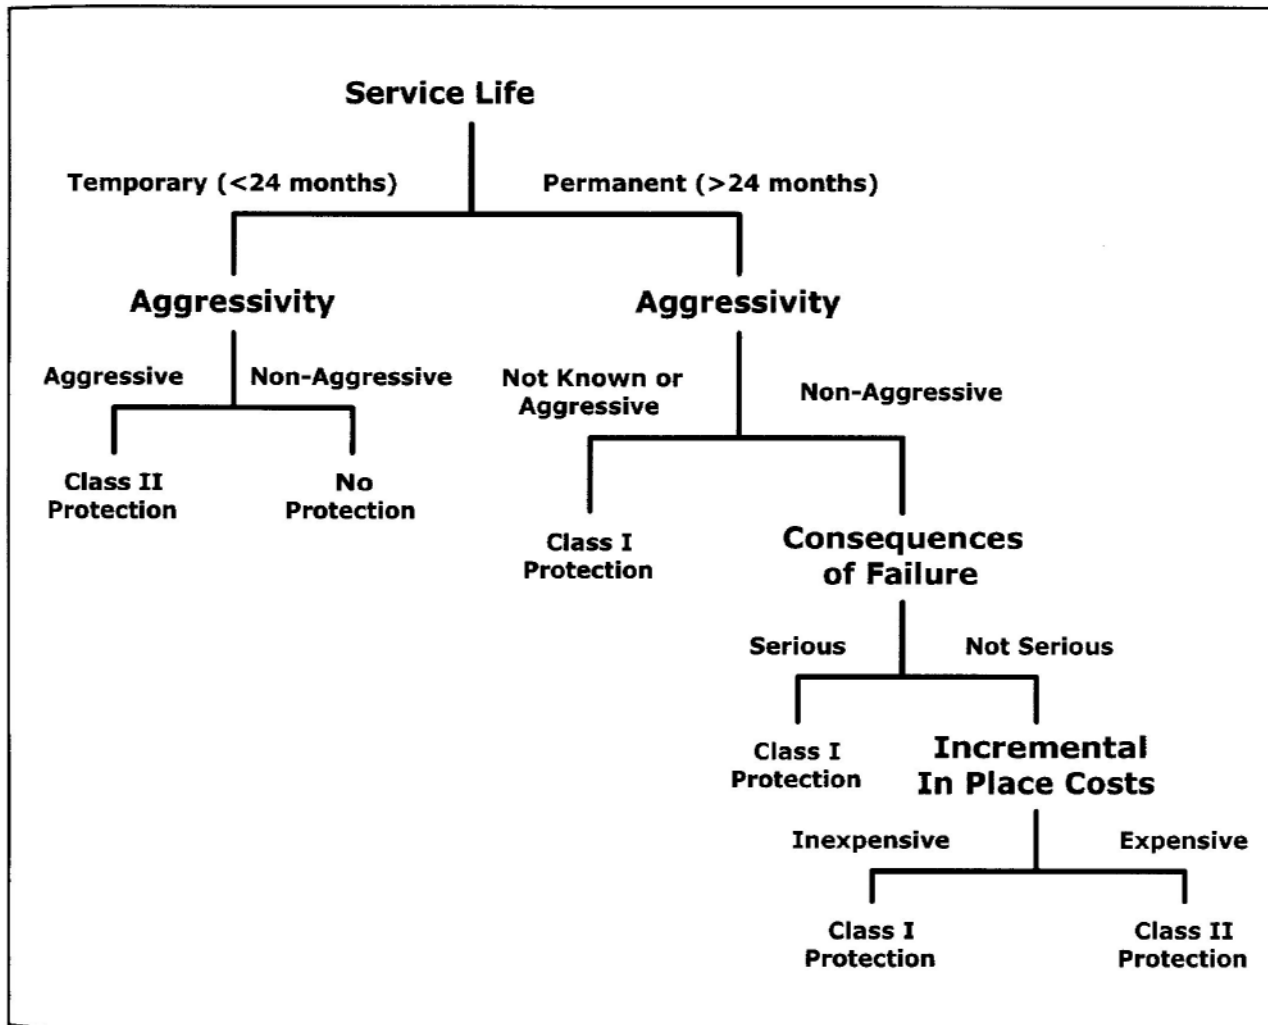 Service Life
Temporary (<24 months)
Permanent (>24 months)
Aggressivity
Aggressivity
Aggressive
Non-Aggressive
Not Known or
Aggressive
Non-Aggressive
Class II
Protection
No
Protection
Class I
Protection
Consequences
of Failure
Serious
Not Serious
Class I
Protection
Incremental
In Place Costs
Inexpensive
Expensive
Class I
Protection
Class II
Protection